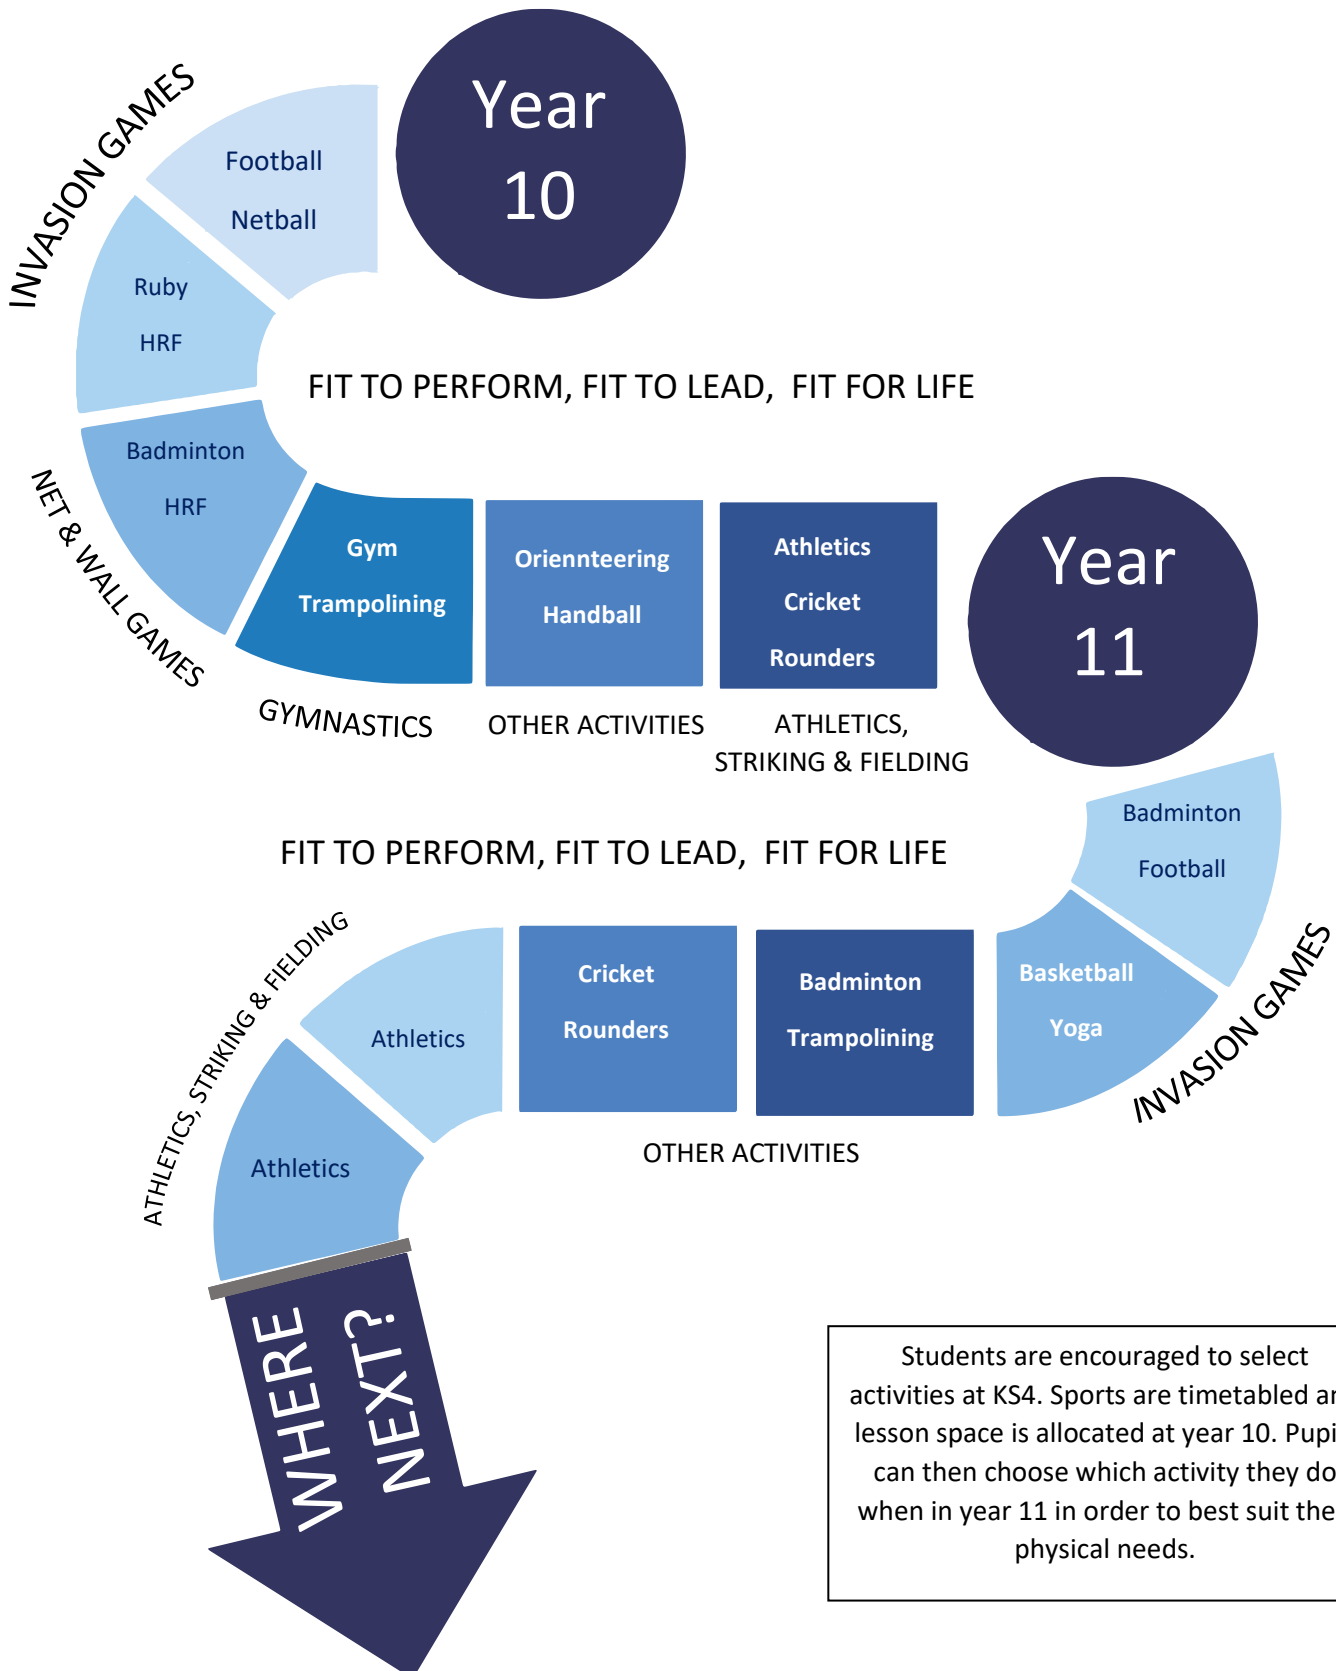 Year
10
INVASION GAMES
Football
Netball
Ruby
HRF
FIT TO PERFORM, FIT TO LEAD,  FIT FOR LIFE
Badminton
HRF
NET & WALL GAMES
Gym
Trampolining
GYMNASTICS
Oriennteering
Handball
OTHER ACTIVITIES
Athletics
Cricket
Rounders
ATHLETICS,
STRIKING & FIELDING
Year
11
Badminton
Football
INVASION GAMES
Basketball
Yoga
FIT TO PERFORM, FIT TO LEAD,  FIT FOR LIFE
Badminton
Trampolining
Cricket
Rounders
OTHER ACTIVITIES
Athletics
Athletics
ATHLETICS, STRIKING & FIELDING
WHERE
NEXT?
Students are encouraged to select
activities at KS4. Sports are timetabled
lesson space is allocated at year 10.
can then choose which activity they do
when in year 11 in order to best suit
physical needs.